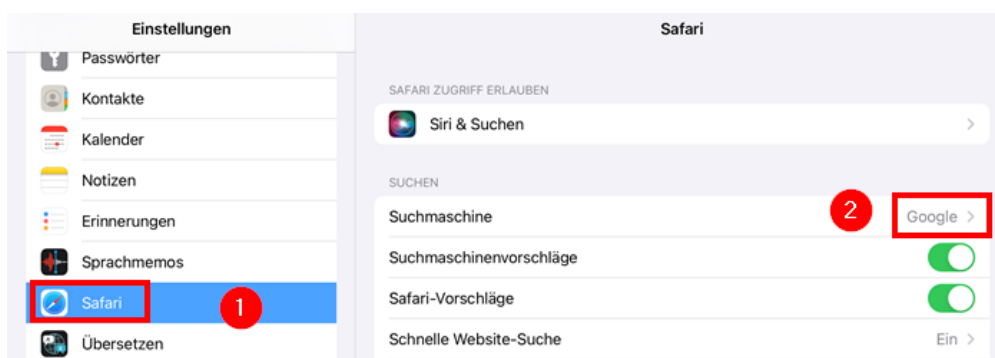 Einstellungen
Passwörter
Kontakte
Kalender
Notizen
Erinnerungen
Sprachmemos
Safari
1
Übersetzen
Safari
SAFARI ZUGRIFF ERLAUBEN
Siri & Suchen
SUCHEN
Suchmaschine 2 Google
Suchmaschinenvorschläge
Safari-Vorschläge
Schnelle Website-Suche Ein